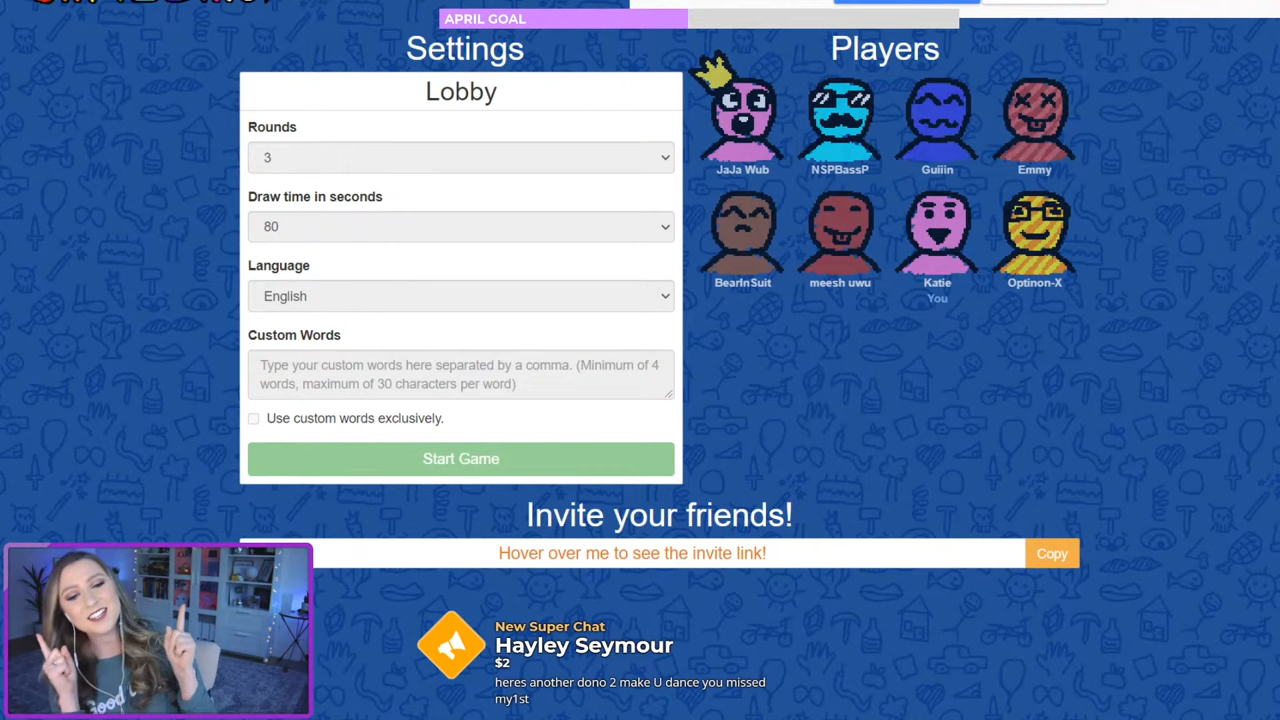 APRIL GOAL
Settings
Players
Lobby
Rounds
3
Draw time in seconds
80
Language
English
Custom Words
Type your custom words here separated by a comma. (Minimum of 4
words, maximum of 30 characters per word)
Use custom words exclusively.
Start Game
JaJa Wub
NSPBassP
Guiiin
Emmy
BearInSuit
meesh uwu
Katie
You
Optinon-X
Invite your friends!
Hover over me to see the invite link!
Copy
New Super Chat
Hayley Seymour
$2
heres another dono 2 make U dance you missed
my1st